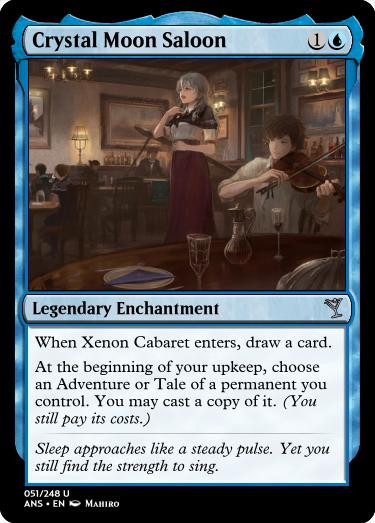 Crystal Moon Saloon 1
Legendary Enchantment
When Xenon Cabaret enters, draw a card.
At the beginning of your upkeep, choose
an Adventure or Tale of a permanent you
control. You may cast a copy of it. (You
still pay its costs.)
Sleep approaches like a steady pulse. Yet you
still find the strength to sing.
051/248 U
ANS • EN Mahiro